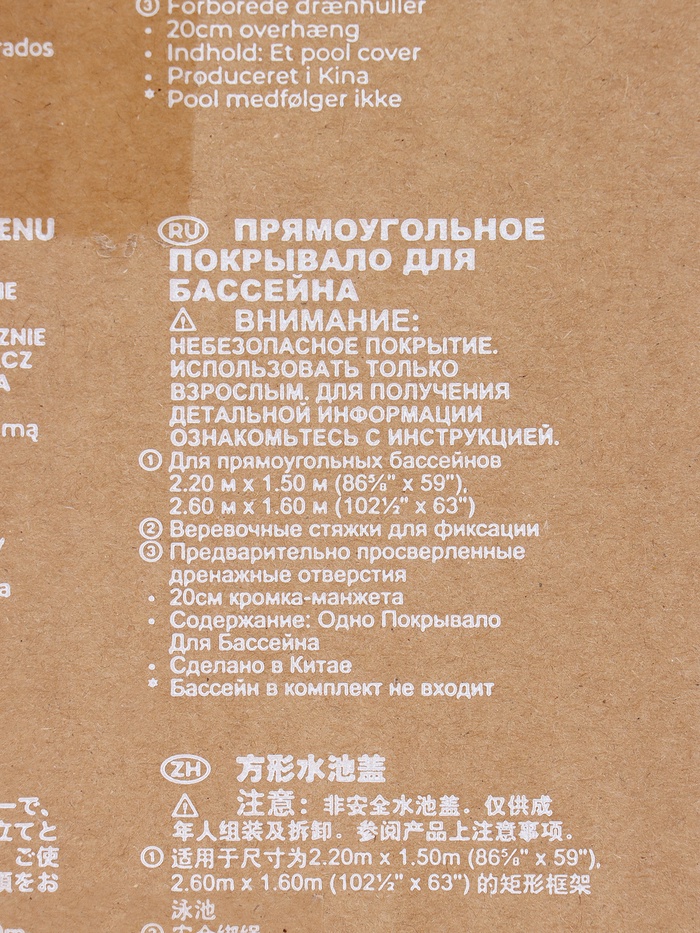 ③ Forborede drænhuller
• 20cm overhæng
• Indhold: Et pool cover
• Produceret i Kina
* Pool medfølger ikke
RU ПРЯМОУГОЛЬНОЕ
ПОКРЫВАЛО ДЛЯ
БАССЕЙНА
⚠ ВНИМАНИЕ:
НЕБЕЗОПАСНОЕ ПОКРЫТИЕ.
ИСПОЛЬЗОВАТЬ ТОЛЬКО
ВЗРОСЛЫМ. ДЛЯ ПОЛУЧЕНИЯ
ДЕТАЛЬНОЙ ИНФОРМАЦИИ
ОЗНАКОМЬТЕСЬ С ИНСТРУКЦИЕЙ.
① Для прямоугольных бассейнов
2.20 м x 1.50 м (86⅝" x 59"),
2.60 м x 1.60 м (102½" x 63")
② Веревочные стяжки для фиксации
③ Предварительно просверленные
дренажные отверстия
• 20см кромка-манжета
• Содержание: Одно Покрывало
Для Бассейна
• Сделано в Китае
* Бассейн в комплект не входит
ZH 方形水池盖
⚠ 注意：非安全水池盖。仅供成
年人组装及拆卸。参阅产品上注意事项。
① 适用于尺寸为2.20m x 1.50m (86⅝" x 59"),
2.60m x 1.60m (102½" x 63") 的矩形框架
泳池
② 安全绑绳